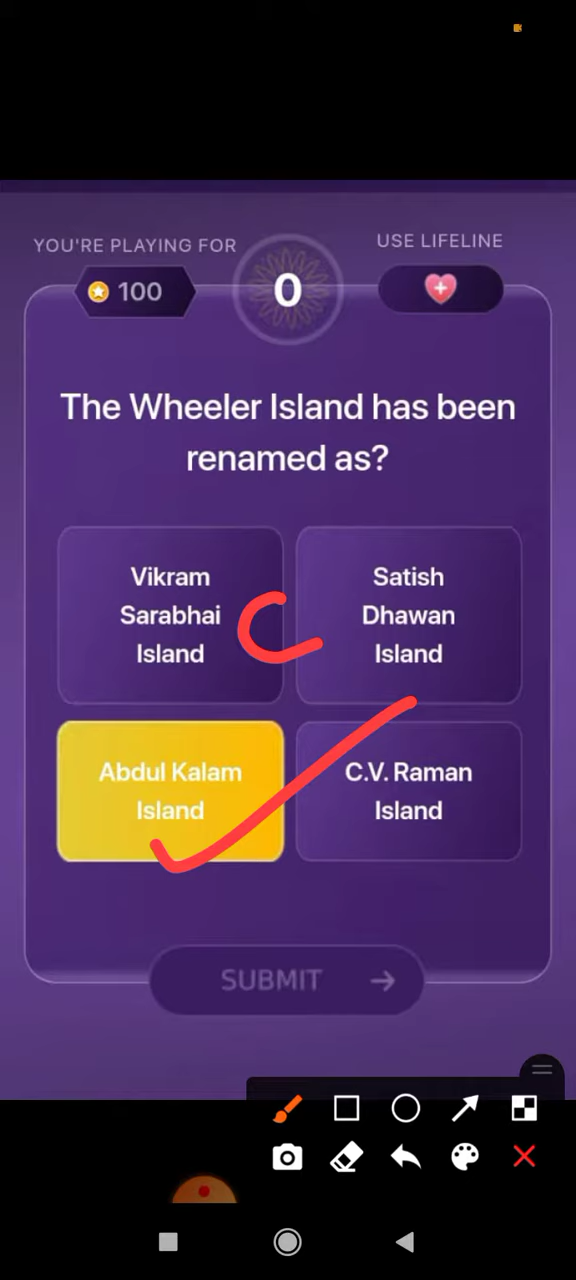 YOU'RE PLAYING FOR
USE LIFELINE
100
0
The Wheeler Island has been
renamed as?
Vikram
Sarabhai
Island
Satish
Dhawan
Island
C
Abdul Kalam
Island
C.V. Raman
Island
SUBMIT